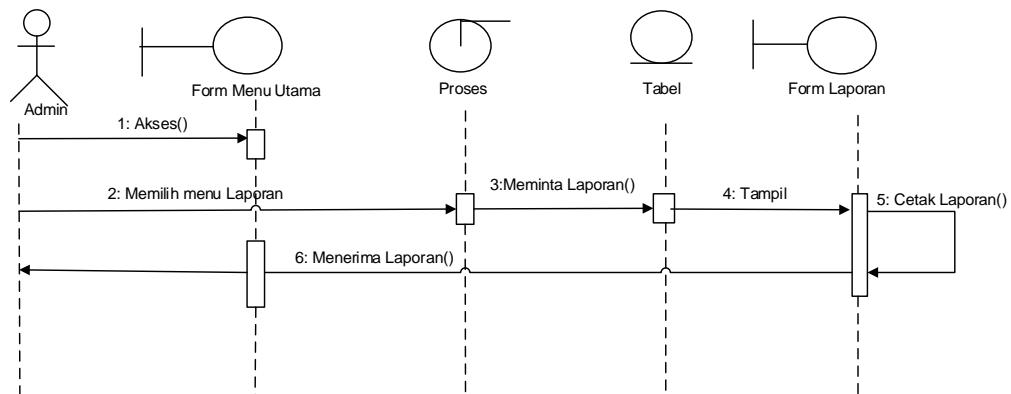 Admin
Form Menu Utama
Proses
Tabel
Form Laporan
1: Akses()
2: Memilih menu Laporan
3:Meminta Laporan()
4: Tampil
5: Cetak Laporan()
6: Menerima Laporan()